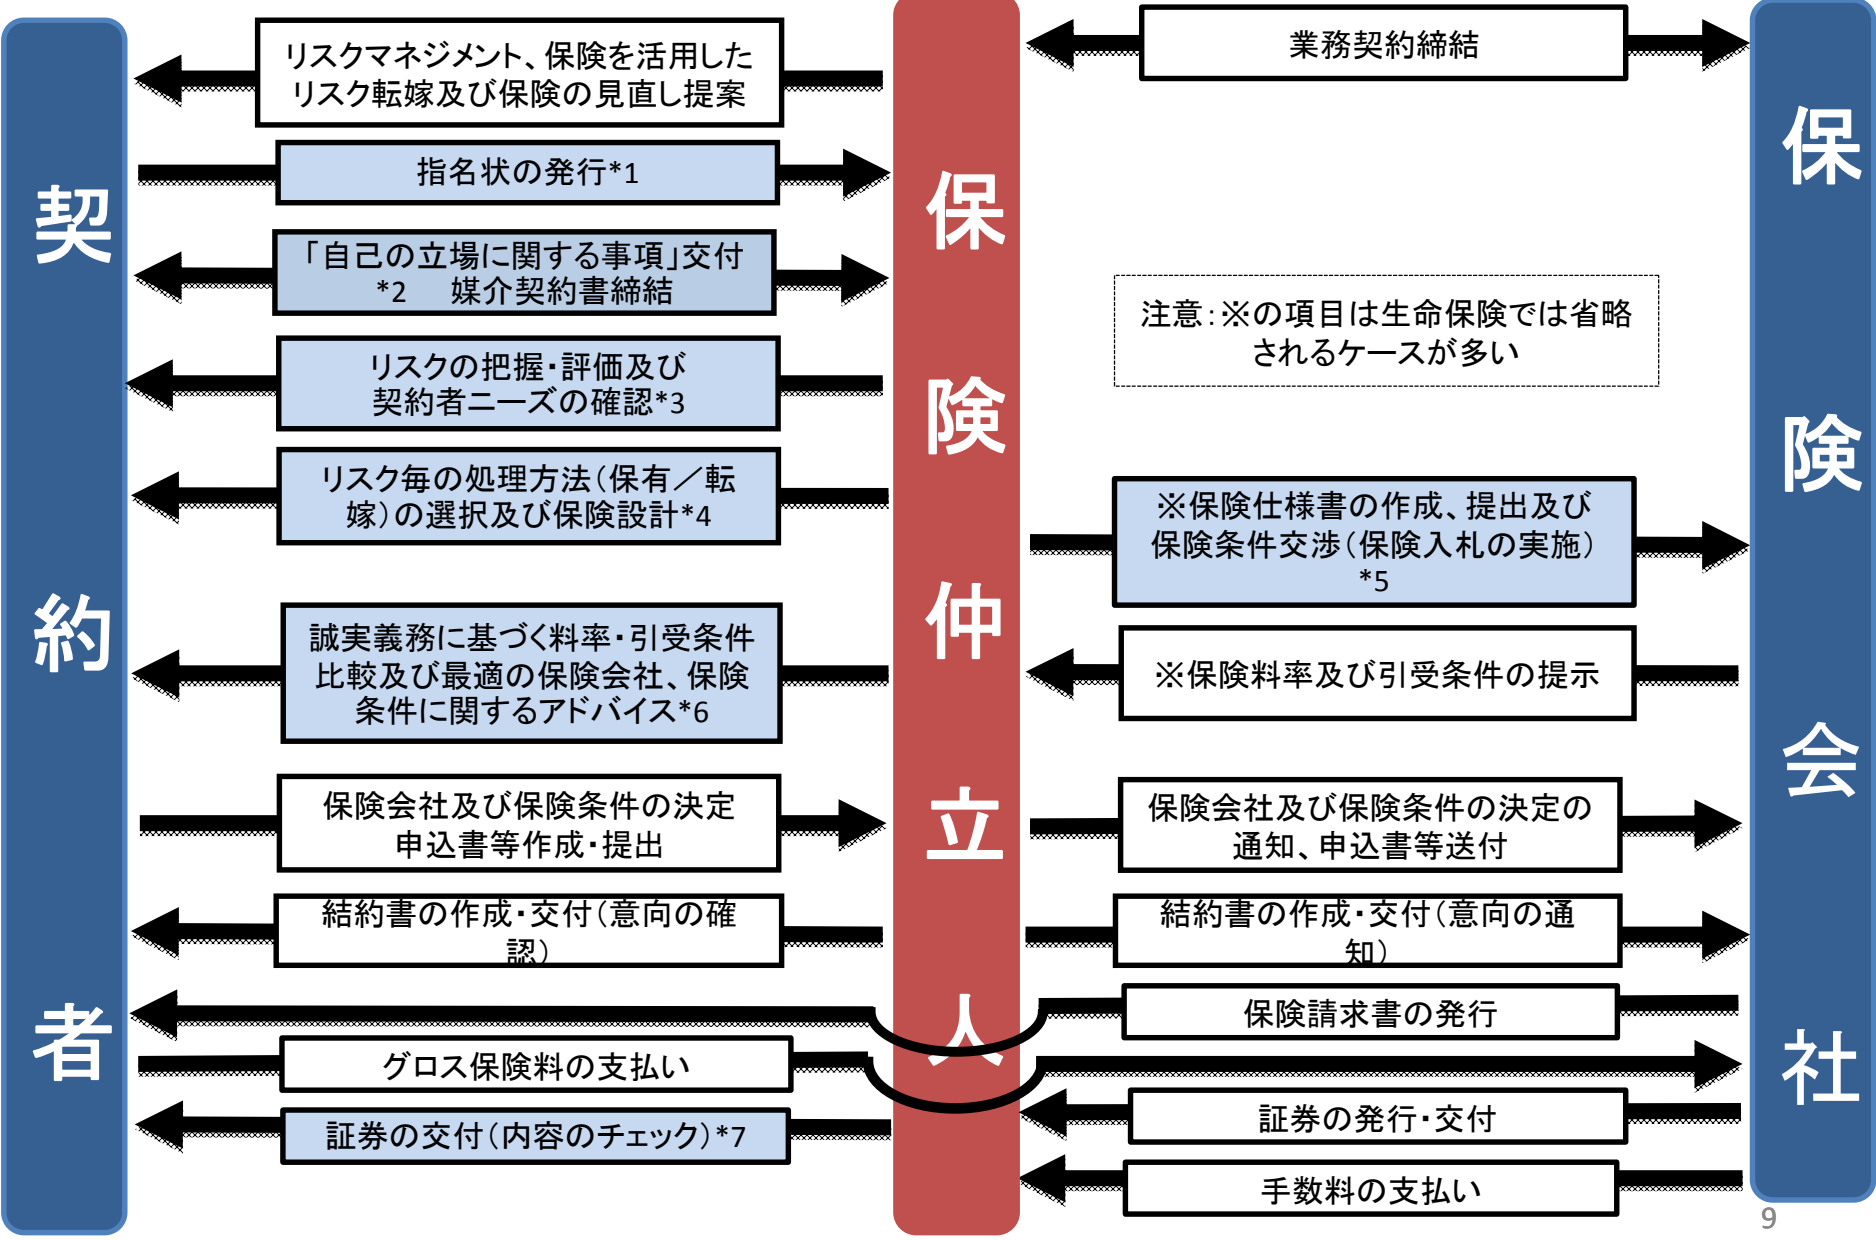 契約者
リスクマネジメント、保険を活用した
リスク転嫁及び保険の見直し提案
指名状の発行*1
「自己の立場に関する事項」交付
*2　媒介契約書締結
リスクの把握・評価及び
契約者ニーズの確認*3
リスク毎の処理方法（保有／転
嫁）の選択及び保険設計*4
誠実義務に基づく料率・引受条件
比較及び最適の保険会社、保険
条件に関するアドバイス*6
保険会社及び保険条件の決定
申込書等作成・提出
結約書の作成・交付（意向の確
認）
グロス保険料の支払い
証券の交付（内容のチェック）*7
保険仲立人
業務契約締結
注意：※の項目は生命保険では省略
されるケースが多い
※保険仕様書の作成、提出及び
保険条件交渉（保険入札の実施）
*5
※保険料率及び引受条件の提示
保険会社及び保険条件の決定の
通知、申込書等送付
結約書の作成・交付（意向の通
知）
保険請求書の発行
証券の発行・交付
手数料の支払い
保険会社
9